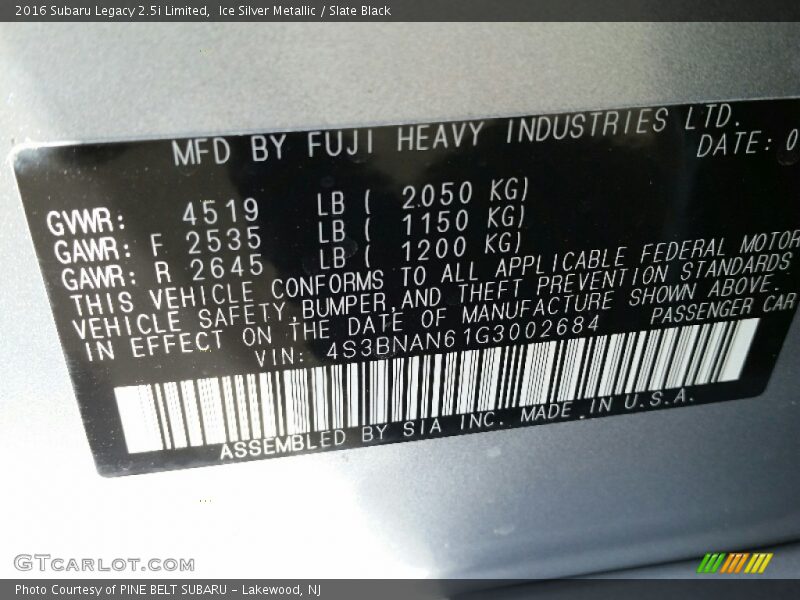 2016 Subaru Legacy 2.5i Limited, Ice Silver Metallic / Slate Black
MFD BY FUJI HEAVY INDUSTRIES LTD.
DATE: 0
GVWR: 4519 LB ( 2050 KG)
GAWR: F 2535 LB ( 1150 KG)
GAWR: R 2645 LB ( 1200 KG)
THIS VEHICLE CONFORMS TO ALL APPLICABLE FEDERAL MOTOR
VEHICLE SAFETY, BUMPER, AND THEFT PREVENTION STANDARDS
IN EFFECT ON THE DATE OF MANUFACTURE SHOWN ABOVE.
VIN: 4S3BNAN61G3002684 PASSENGER CAR
ASSEMBLED BY SIA INC. MADE IN U.S.A.
GTCARLOT.COM
Photo Courtesy of PINE BELT SUBARU - Lakewood, NJ